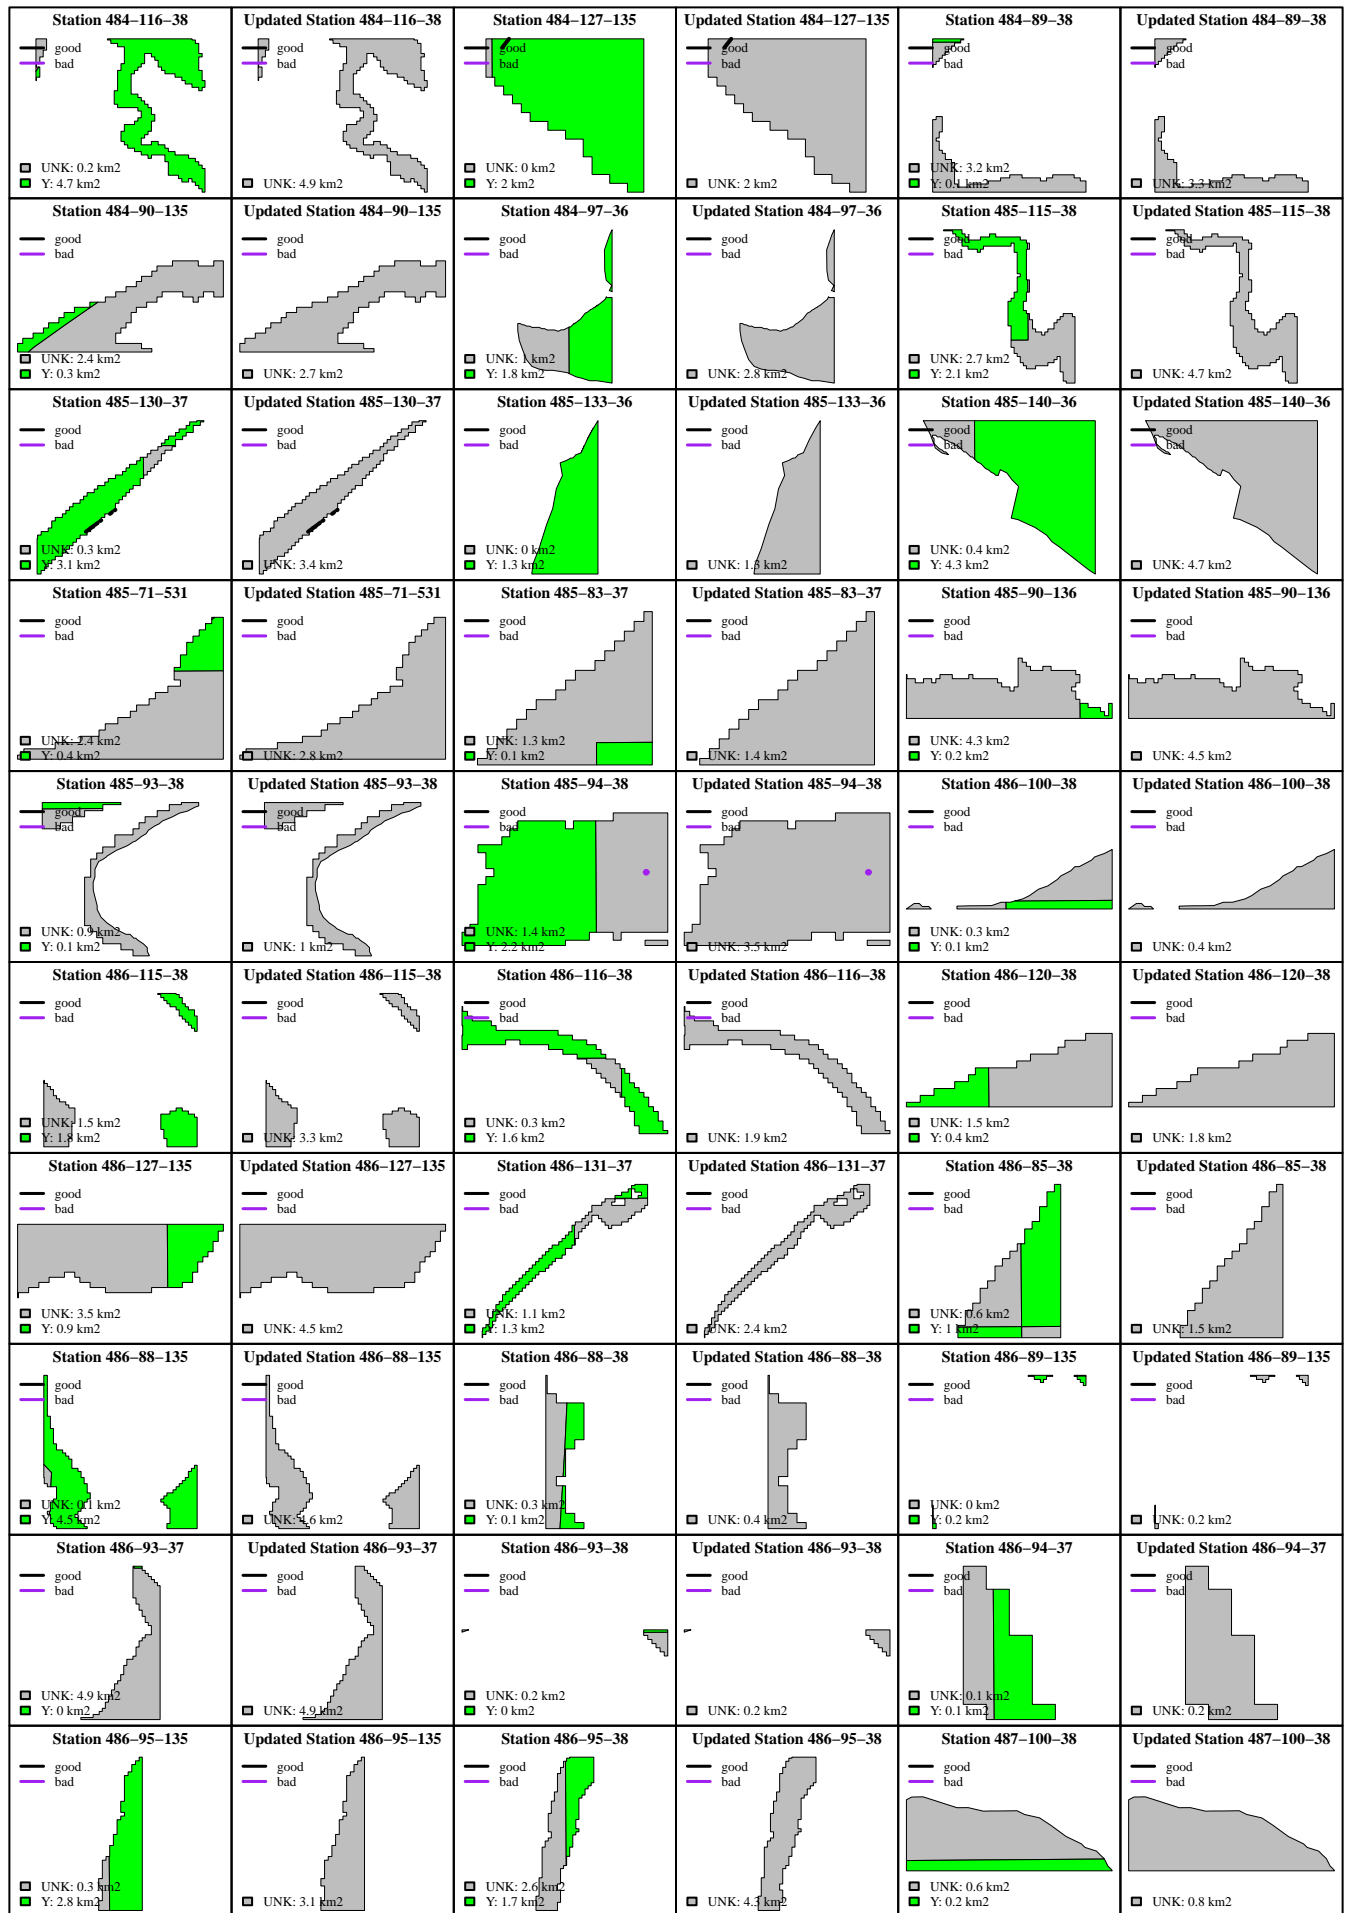 Station 484−116−38
good
bad
UNK: 0.2 km2
Y: 4.7 km2
Updated Station 484−116−38
good
bad
UNK: 4.9 km2
Station 484−127−135
good
bad
UNK: 0 km2
Y: 2 km2
Updated Station 484−127−135
good
bad
UNK: 2 km2
Station 484−89−38
good
bad
UNK: 3.2 km2
Y: 0.1 km2
Updated Station 484−89−38
good
bad
UNK: 3.3 km2
Station 484−90−135
good
bad
UNK: 2.4 km2
Y: 0.3 km2
Updated Station 484−90−135
good
bad
UNK: 2.7 km2
Station 484−97−36
good
bad
UNK: 1 km2
Y: 1.8 km2
Updated Station 484−97−36
good
bad
UNK: 2.8 km2
Station 485−115−38
good
bad
UNK: 2.7 km2
Y: 2.1 km2
Updated Station 485−115−38
good
bad
UNK: 4.7 km2
Station 485−130−37
good
bad
UNK: 0.3 km2
Y: 3.1 km2
Updated Station 485−130−37
good
bad
UNK: 3.4 km2
Station 485−133−36
good
bad
UNK: 0 km2
Y: 1.3 km2
Updated Station 485−133−36
good
bad
UNK: 1.3 km2
Station 485−140−36
good
bad
UNK: 0.4 km2
Y: 4.3 km2
Updated Station 485−140−36
good
bad
UNK: 4.7 km2
Station 485−71−531
good
bad
UNK: 2.4 km2
Y: 0.4 km2
Updated Station 485−71−531
good
bad
UNK: 2.8 km2
Station 485−83−37
good
bad
UNK: 1.3 km2
Y: 0.1 km2
Updated Station 485−83−37
good
bad
UNK: 1.4 km2
Station 485−90−136
good
bad
UNK: 4.3 km2
Y: 0.2 km2
Updated Station 485−90−136
good
bad
UNK: 4.5 km2
Station 485−93−38
good
bad
UNK: 0.9 km2
Y: 0.1 km2
Updated Station 485−93−38
good
bad
UNK: 1 km2
Station 485−94−38
good
bad
UNK: 1.4 km2
Y: 2.2 km2
Updated Station 485−94−38
good
bad
UNK: 3.5 km2
Station 486−100−38
good
bad
UNK: 0.3 km2
Y: 0.1 km2
Updated Station 486−100−38
good
bad
UNK: 0.4 km2
Station 486−115−38
good
bad
UNK: 1.5 km2
Y: 1.8 km2
Updated Station 486−115−38
good
bad
UNK: 3.3 km2
Station 486−116−38
good
bad
UNK: 0.3 km2
Y: 1.6 km2
Updated Station 486−116−38
good
bad
UNK: 1.9 km2
Station 486−120−38
good
bad
UNK: 1.5 km2
Y: 0.4 km2
Updated Station 486−120−38
good
bad
UNK: 1.8 km2
Station 486−127−135
good
bad
UNK: 3.5 km2
Y: 0.9 km2
Updated Station 486−127−135
good
bad
UNK: 4.5 km2
Station 486−131−37
good
bad
UNK: 1.1 km2
Y: 1.3 km2
Updated Station 486−131−37
good
bad
UNK: 2.4 km2
Station 486−85−38
good
bad
UNK: 0.6 km2
Y: 1 km2
Updated Station 486−85−38
good
bad
UNK: 1.5 km2
Station 486−88−135
good
bad
UNK: 0.1 km2
Y: 4.5 km2
Updated Station 486−88−135
good
bad
UNK: 4.6 km2
Station 486−88−38
good
bad
UNK: 0.3 km2
Y: 0.1 km2
Updated Station 486−88−38
good
bad
UNK: 0.4 km2
Station 486−89−135
good
bad
UNK: 0 km2
Y: 0.2 km2
Updated Station 486−89−135
good
bad
UNK: 0.2 km2
Station 486−93−37
good
bad
UNK: 4.9 km2
Y: 0 km2
Updated Station 486−93−37
good
bad
UNK: 4.9 km2
Station 486−93−38
good
bad
UNK: 0.2 km2
Y: 0 km2
Updated Station 486−93−38
good
bad
UNK: 0.2 km2
Station 486−94−37
good
bad
UNK: 0.1 km2
Y: 0.1 km2
Updated Station 486−94−37
good
bad
UNK: 0.2 km2
Station 486−95−135
good
bad
UNK: 0.3 km2
Y: 2.8 km2
Updated Station 486−95−135
good
bad
UNK: 3.1 km2
Station 486−95−38
good
bad
UNK: 2.6 km2
Y: 1.7 km2
Updated Station 486−95−38
good
bad
UNK: 4.3 km2
Station 487−100−38
good
bad
UNK: 0.6 km2
Y: 0.2 km2
Updated Station 487−100−38
good
bad
UNK: 0.8 km2